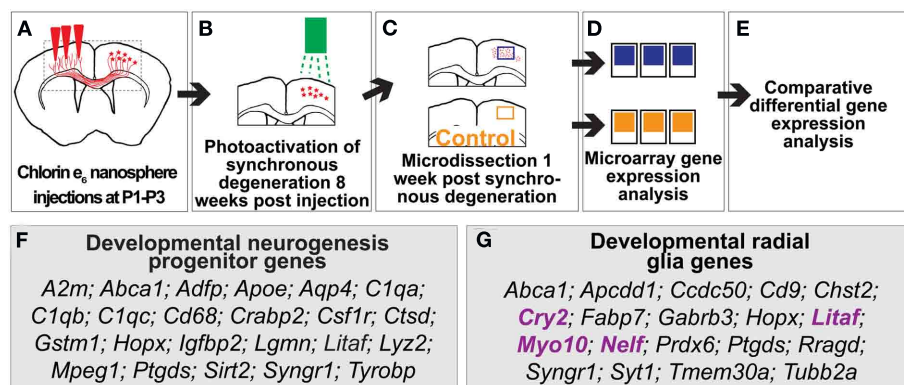 A
Chlorin e6 nanosphere
injections at P1-P3
B
Photoactivation of
synchronous
degeneration 8
weeks post injection
C
Control
Microdissection 1
week post synchro-
nous degeneration
D
Microarray gene
expression
analysis
E
Comparative
differential gene
expression
analysis
F
Developmental neurogenesis
progenitor genes
A2m; Abca1; Adfp; Apoe; Aqp4; C1qa;
C1qb; C1qc; Cd68; Crabp2; Csf1r; Ctsd;
Gstm1; Hopx; Igfbp2; Lgmn; Litaf; Lyz2;
Mpeg1; Ptgds; Sirt2; Syngr1; Tyrobp
G
Developmental radial
glia genes
Abca1; Apcdd1; Ccdc50; Cd9; Chst2;
Cry2; Fabp7; Gabrb3; Hopx; Litaf;
Myo10; Nelf; Prdx6; Ptgds; Rragd;
Syngr1; Syt1; Tmem30a; Tubb2a